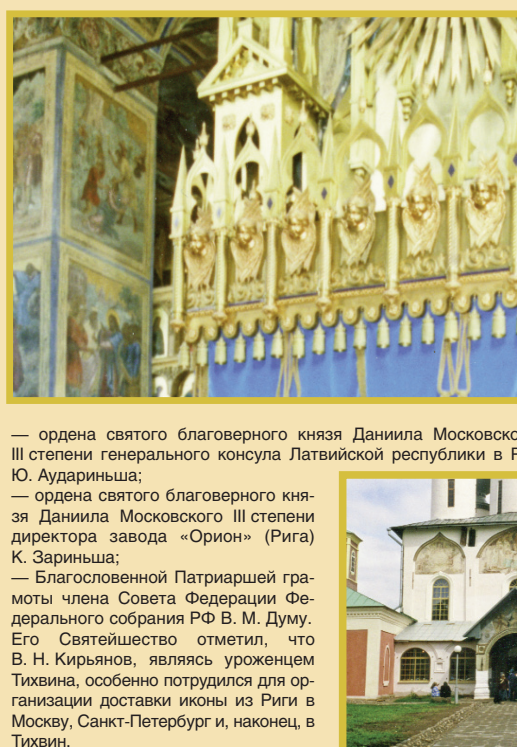 — ордена святого благоверного князя Даниила
III степени генерального консула Латвийской республики в
Ю. Аудариньша;
— ордена святого благоверного кня-
зя Даниила Московского III степени
директора завода «Орион» (Рига)
К. Зариньша;
— Благословенной Патриаршей гра-
моты члена Совета Федерации Фе-
дерального собрания РФ В. М. Думу.
Его Святейшество отметил, что
В. Н. Кирьянов, являясь уроженцем
Тихвина, особенно потрудился для ор-
ганизации доставки иконы из Риги в
Москву, Санкт-Петербург и, наконец, в
Тихвин.